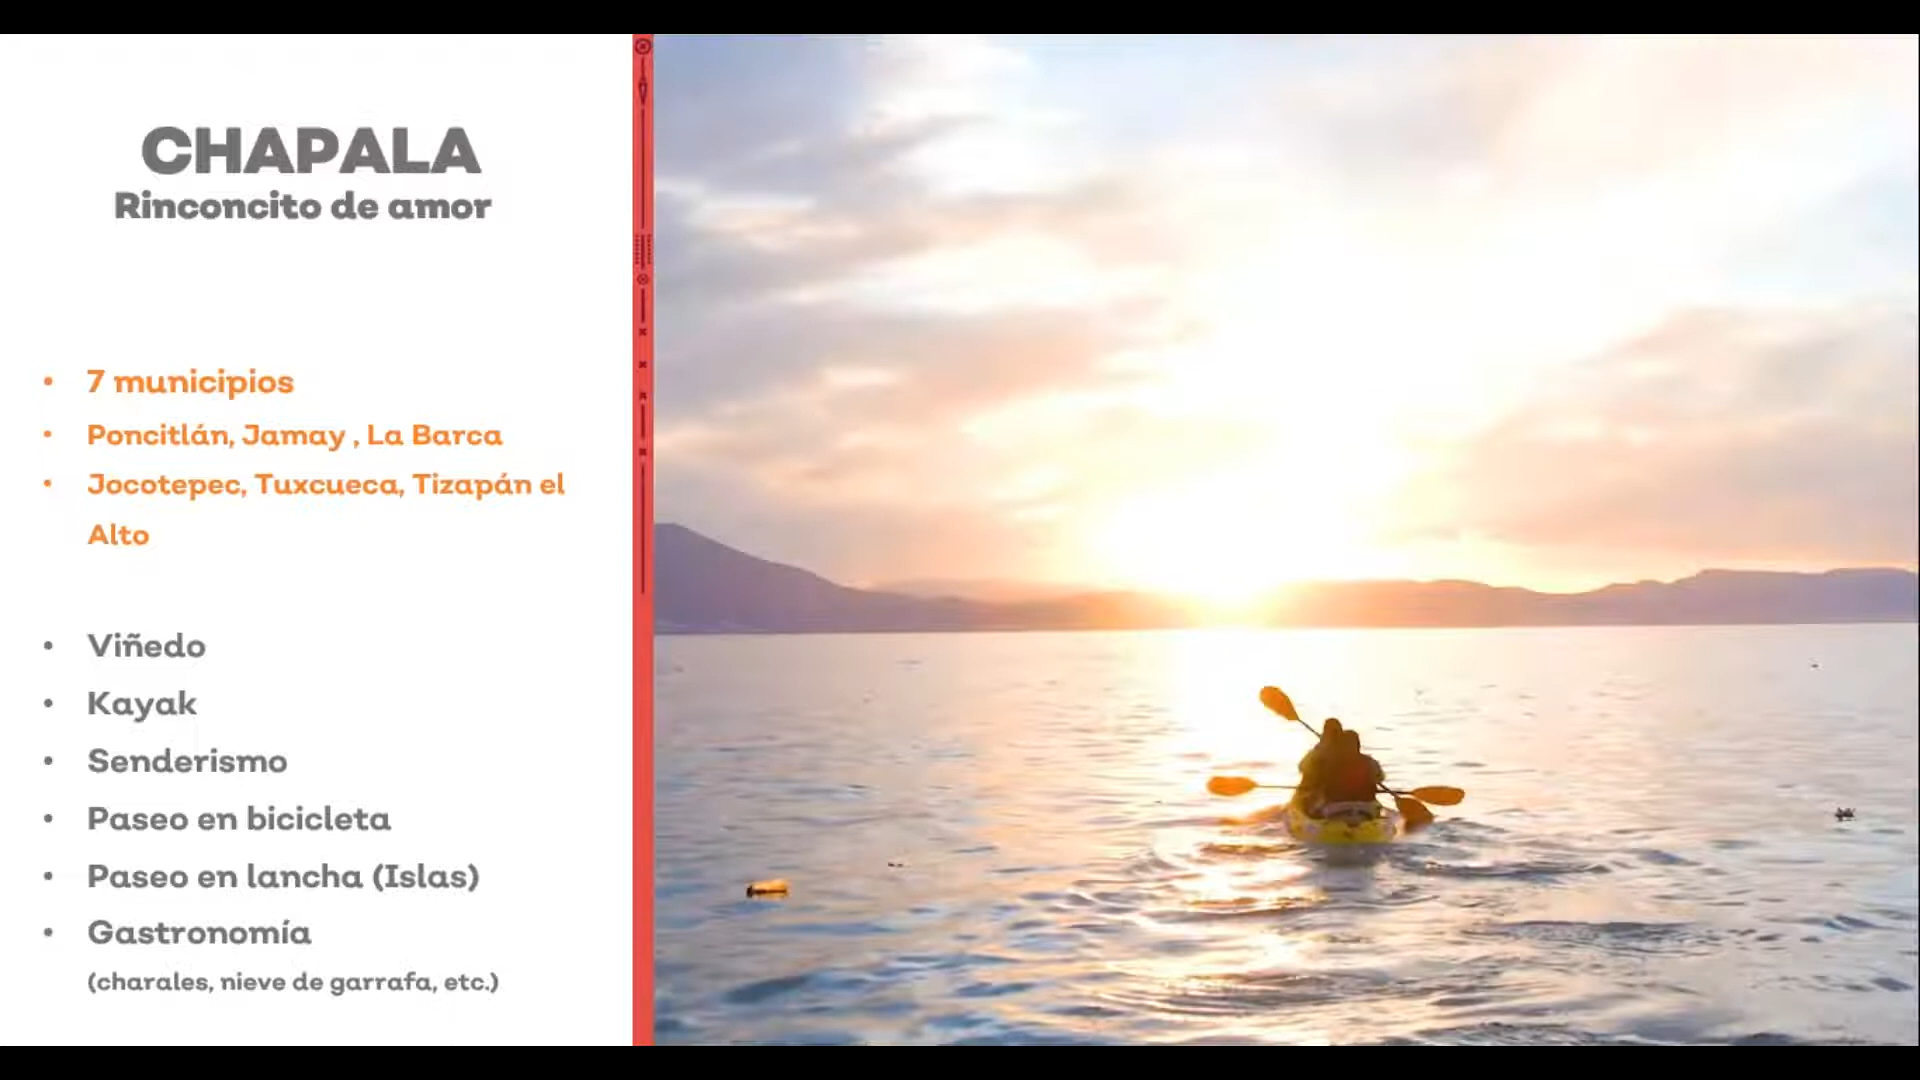 CHAPALA
Rinconcito de amor
• 7 municipios
• Poncitlán, Jamay , La Barca
• Jocotepec, Tuxcueca, Tizapán el
Alto
• Viñedo
• Kayak
• Senderismo
• Paseo en bicicleta
• Paseo en lancha (Islas)
• Gastronomía
(charales, nieve de garrafa, etc.)